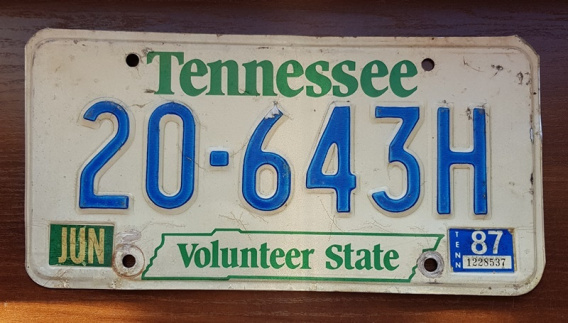 Tennessee
20-643H
JUN
Volunteer State
TENN
87
1228537